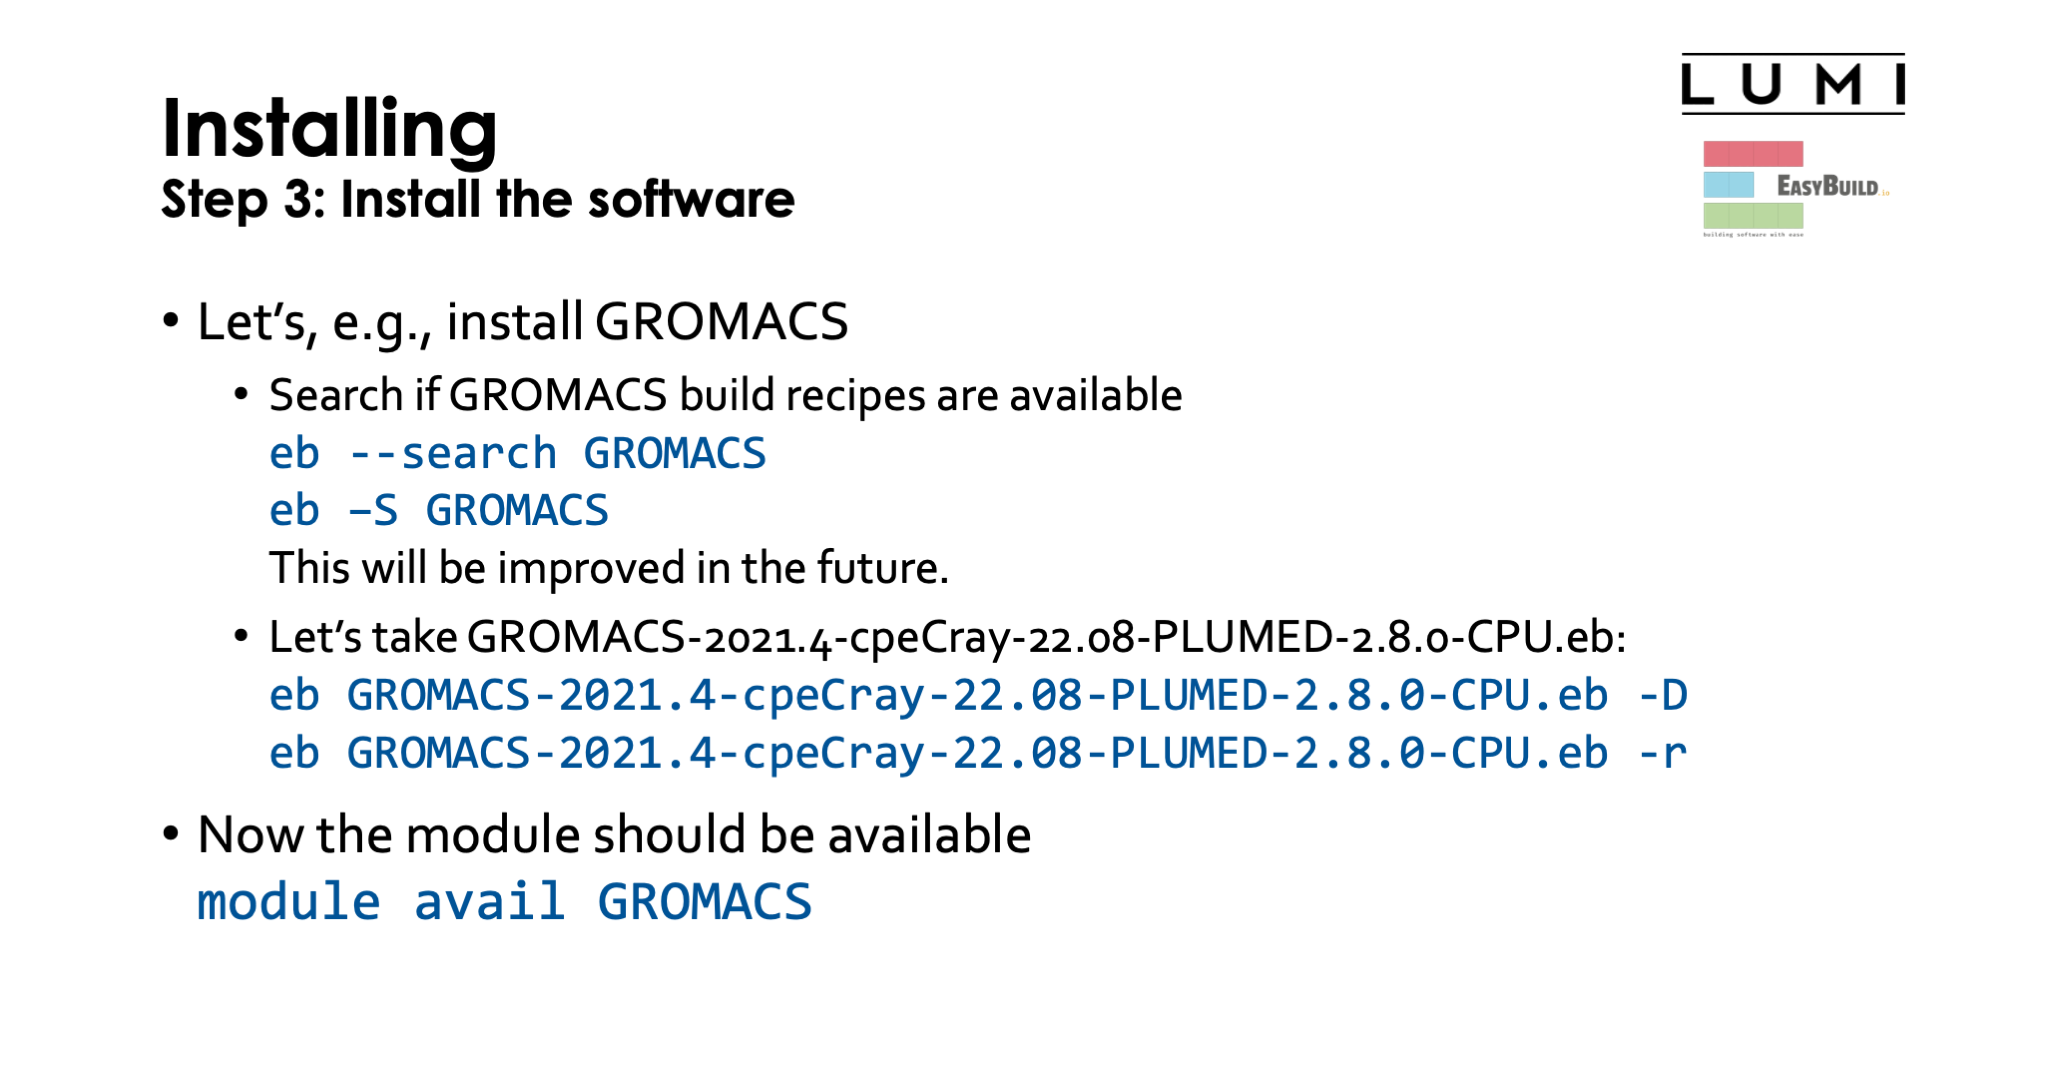 LUMI
Installing
EASYBUILD.io
Step 3: Install the software
building software with ease
• Let’s, e.g., install GROMACS
• Search if GROMACS build recipes are available
eb --search GROMACS
eb –S GROMACS
This will be improved in the future.
• Let’s take GROMACS-2021.4-cpeCray-22.08-PLUMED-2.8.0-CPU.eb:
eb GROMACS-2021.4-cpeCray-22.08-PLUMED-2.8.0-CPU.eb -D
eb GROMACS-2021.4-cpeCray-22.08-PLUMED-2.8.0-CPU.eb -r
• Now the module should be available
module avail GROMACS